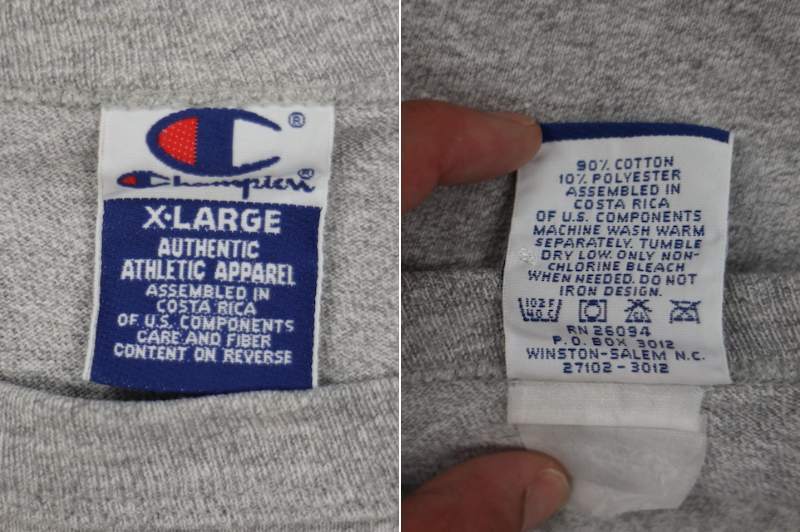 ®
Champion®
X·LARGE
AUTHENTIC
ATHLETIC APPAREL
ASSEMBLED IN
COSTA RICA
OF U.S. COMPONENTS
CARE AND FIBER
CONTENT ON REVERSE
90% COTTON
10% POLYESTER
ASSEMBLED IN
COSTA RICA
OF U.S. COMPONENTS
MACHINE WASH WARM
SEPARATELY. TUMBLE
DRY LOW. ONLY NON-
CHLORINE BLEACH
WHEN NEEDED. DO NOT
IRON DESIGN.
102F
40C
RN 26094
P.O. BOX 3012
WINSTON-SALEM N.C.
27102-3012